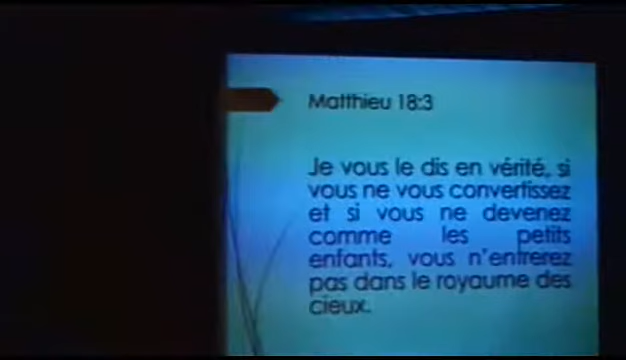 Matthieu 18:3
Je vous le dis en vérité, si
vous ne vous convertissez
et si vous ne devenez
comme les petits
enfants, vous n'entrerez
pas dans le royaume des
cieux.